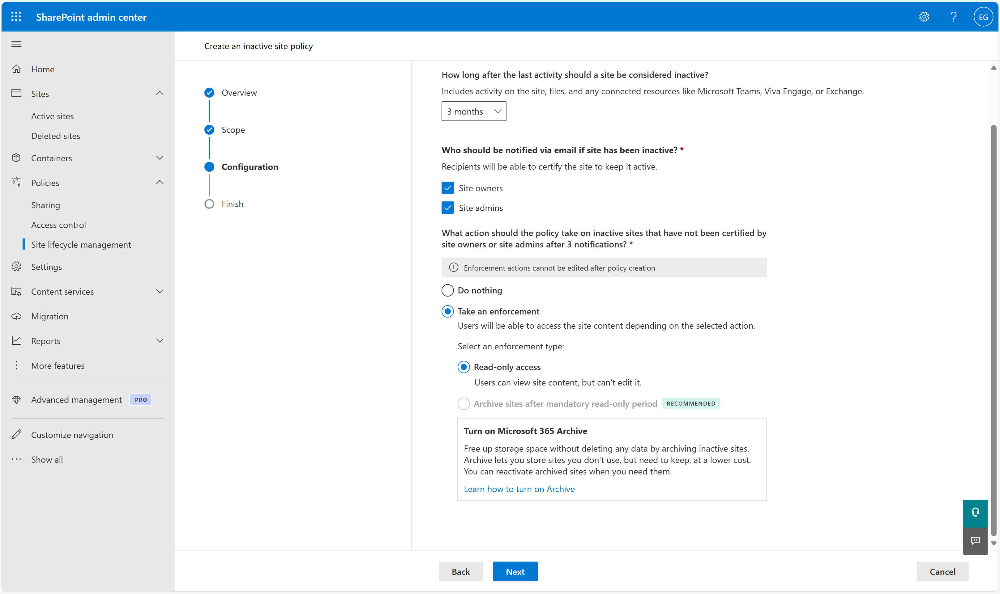 SharePoint admin center
EG
Home
Sites
Active sites
Deleted sites
Containers
Policies
Sharing
Access control
Site lifecycle management
Settings
Content services
Migration
Reports
More features
Advanced management PRO
Customize navigation
Show all
Create an inactive site policy
Overview
Scope
Configuration
Finish
How long after the last activity should a site be considered inactive?
Includes activity on the site, files, and any connected resources like Microsoft Teams, Viva Engage, or Exchange.
3 months
Who should be notified via email if site has been inactive? *
Recipients will be able to certify the site to keep it active.
Site owners
Site admins
What action should the policy take on inactive sites that have not been certified by
site owners or site admins after 3 notifications? *
Enforcement actions cannot be edited after policy creation
Do nothing
Take an enforcement
Users will be able to access the site content depending on the selected action.
Select an enforcement type:
Read-only access
Users can view site content, but can't edit it.
Archive sites after mandatory read-only period RECOMMENDED
Turn on Microsoft 365 Archive
Free up storage space without deleting any data by archiving inactive sites.
Archive lets you store sites you don't use, but need to keep, at a lower cost.
You can reactivate archived sites when you need them.
Learn how to turn on Archive
Back
Next
Cancel